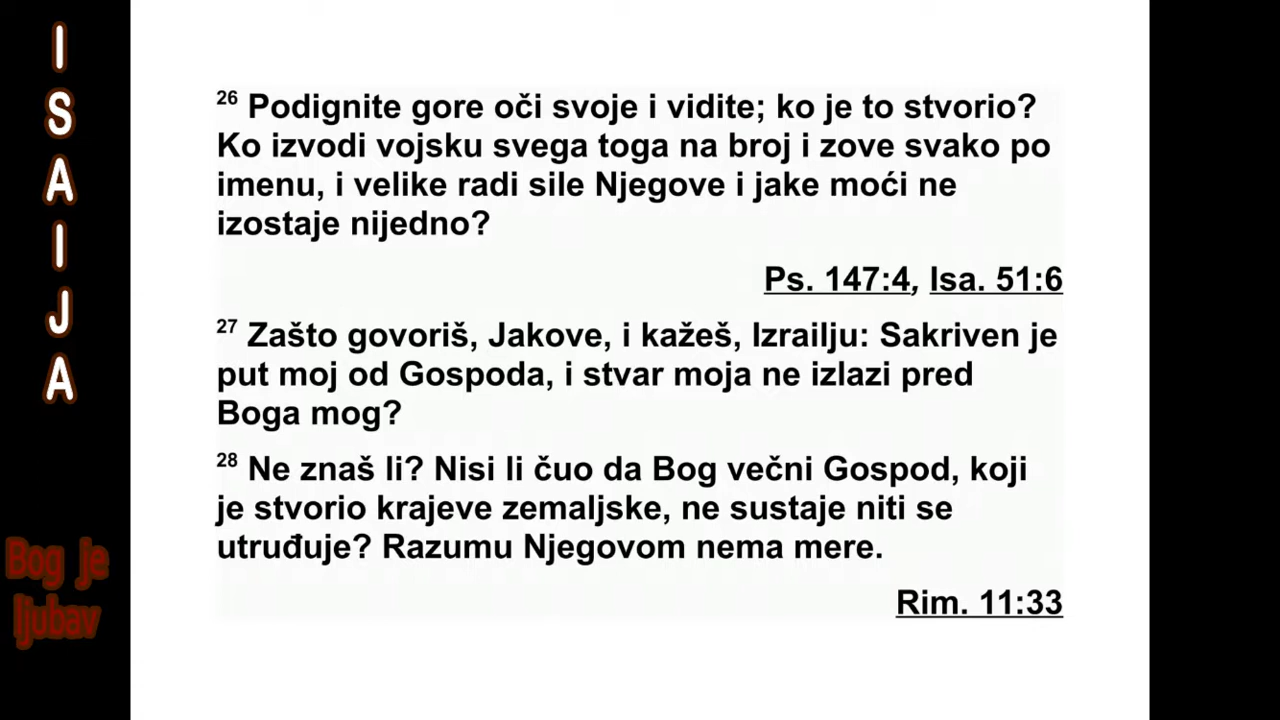 ISAIJA
26 Podignite gore oči svoje i vidite; ko je to stvorio?
Ko izvodi vojsku svega toga na broj i zove svako po
imenu, i velike radi sile Njegove i jake moći ne
izostaje nijedno?
Ps. 147:4, Isa. 51:6
27 Zašto govoriš, Jakove, i kažeš, Izrailju: Sakriven je
put moj od Gospoda, i stvar moja ne izlazi pred
Boga mog?
28 Ne znaš li? Nisi li čuo da Bog večni Gospod, koji
je stvorio krajeve zemaljske, ne sustaje niti se
utruđuje? Razumu Njegovom nema mere.
Rim. 11:33
Bog je
ljubav